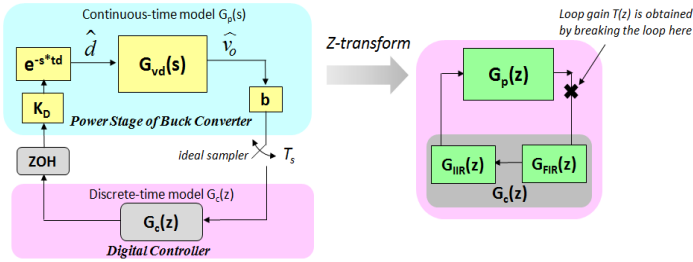 Continuous-time model Gp(s)
d̂
v̂o
e-s*td
Gvd(s)
KD
b
Power Stage of Buck Converter
ZOH
ideal sampler
Ts
Discrete-time model Gc(z)
Gc(z)
Digital Controller
Z-transform
Loop gain T(z) is obtained
by breaking the loop here
Gp(z)
GIIR(z)
GFIR(z)
Gc(z)